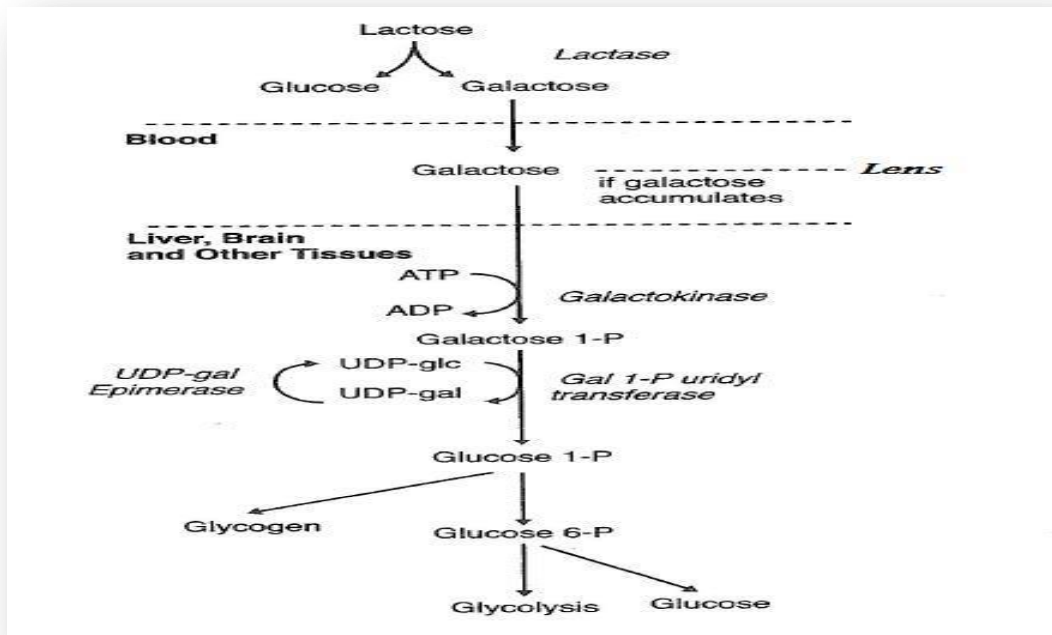 Lactose
Lactase
Glucose
Galactose
Blood
Galactose
Lens
if galactose
accumulates
Liver, Brain
and Other Tissues
ATP
ADP
Galactokinase
Galactose 1-P
UDP-glc
UDP-gal
UDP-gal
Epimerase
Gal 1-P uridyl
transferase
Glucose 1-P
Glycogen
Glucose 6-P
Glycolysis
Glucose